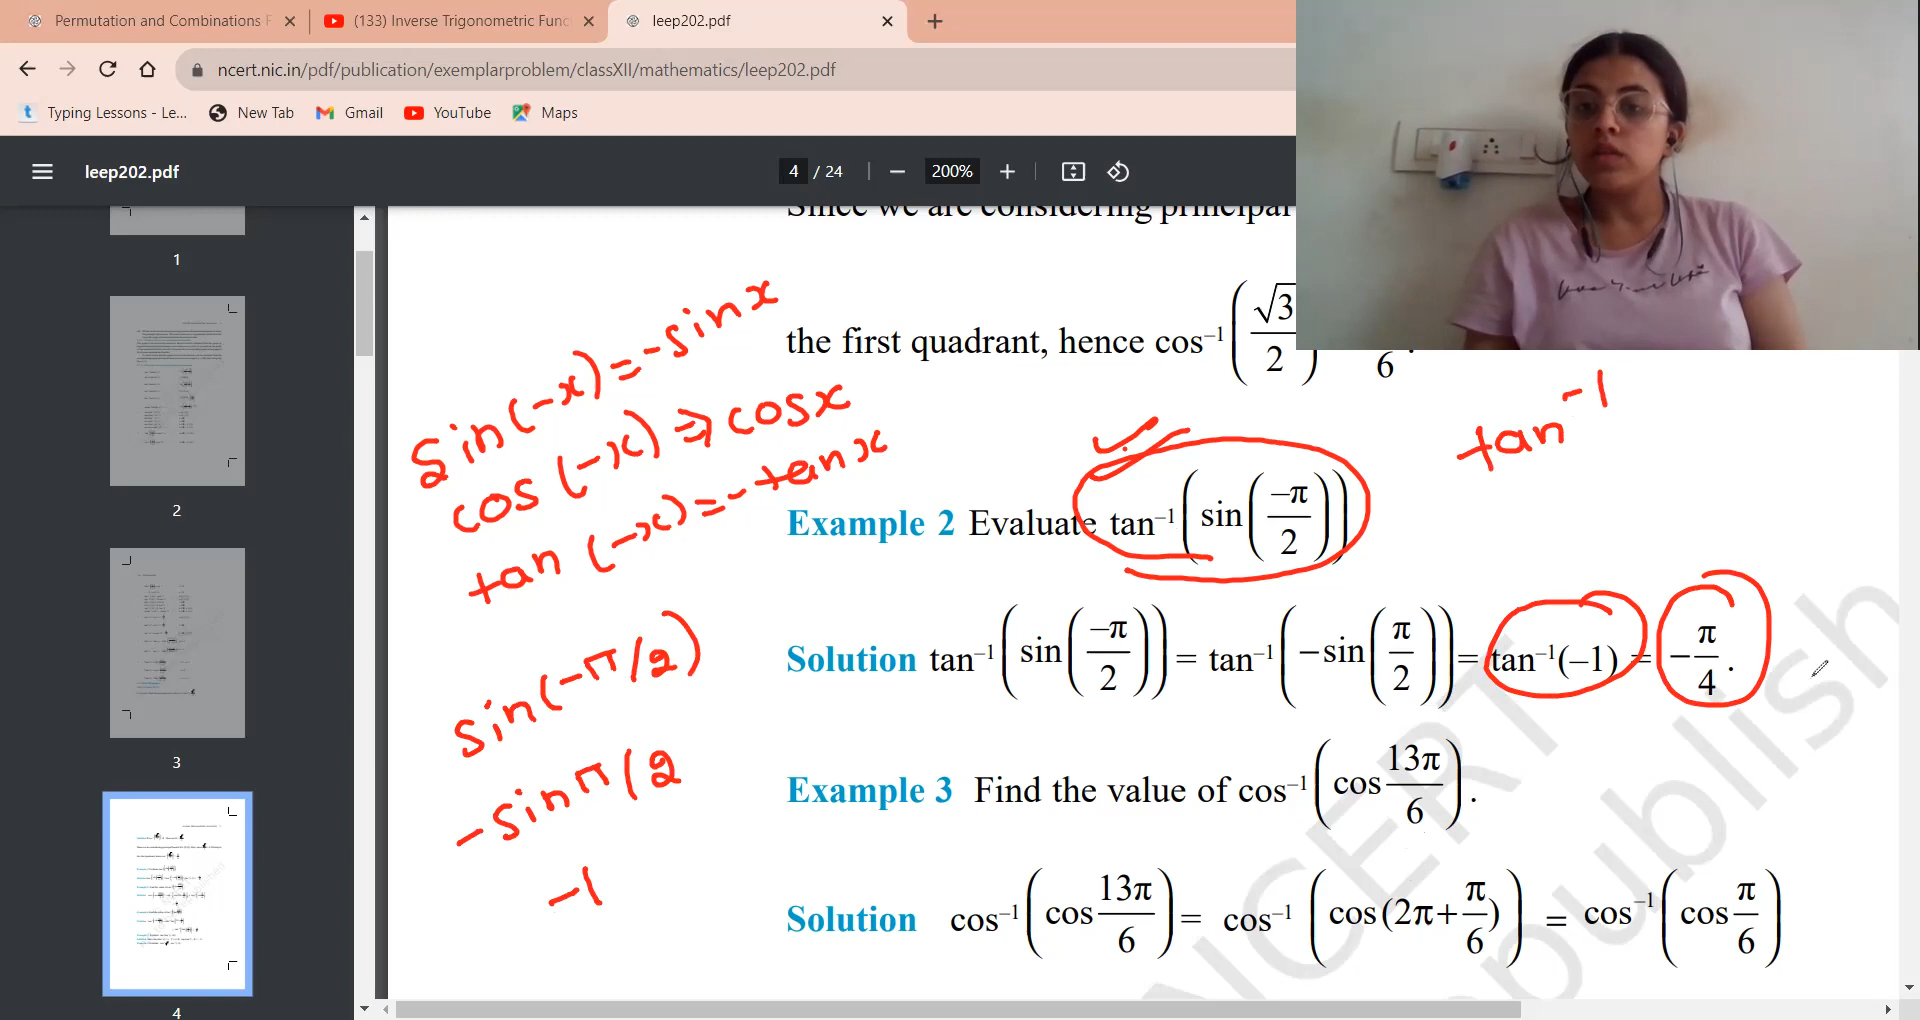 Permutation and Combinations F
(133) Inverse Trigonometric Func
leep202.pdf
ncert.nic.in/pdf/publication/exemplarproblem/classXII/mathematics/leep202.pdf
Typing Lessons - Le...
New Tab
Gmail
YouTube
Maps
leep202.pdf
4 / 24
200%
1
2
3
4
Since we are considering principal
the first quadrant, hence cos⁻¹(√3/2) 6.
sin(-x) = -sinx
cos(-x) ⇒ cosx
tan(-x) = -tanx
tan⁻¹
Example 2 Evaluate tan⁻¹(sin(–π/2))
sin(-π/2)
Solution tan⁻¹(sin(–π/2)) = tan⁻¹(–sin(π/2)) = tan⁻¹(–1) = –π/4.
-sinπ/2
Example 3 Find the value of cos⁻¹(cos 13π/6).
-1
Solution cos⁻¹(cos 13π/6) = cos⁻¹(cos(2π+π/6)) = cos⁻¹(cos π/6)
NCERT
republish